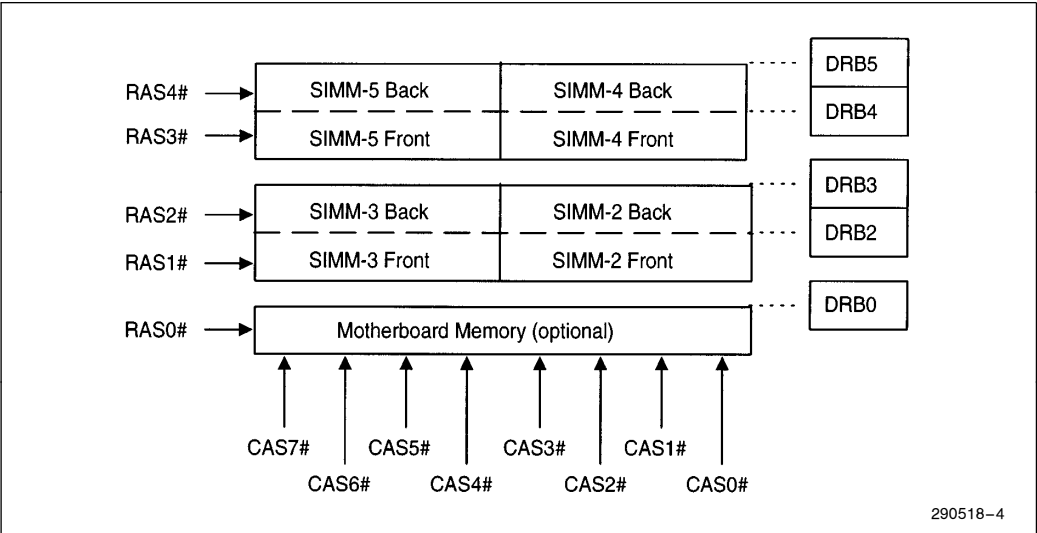 DRB5
RAS4# SIMM-5 Back SIMM-4 Back
DRB4
RAS3# SIMM-5 Front SIMM-4 Front
DRB3
RAS2# SIMM-3 Back SIMM-2 Back
DRB2
RAS1# SIMM-3 Front SIMM-2 Front
DRB0
RAS0# Motherboard Memory (optional)
CAS7# CAS5# CAS3# CAS1#
CAS6# CAS4# CAS2# CAS0#
290518–4